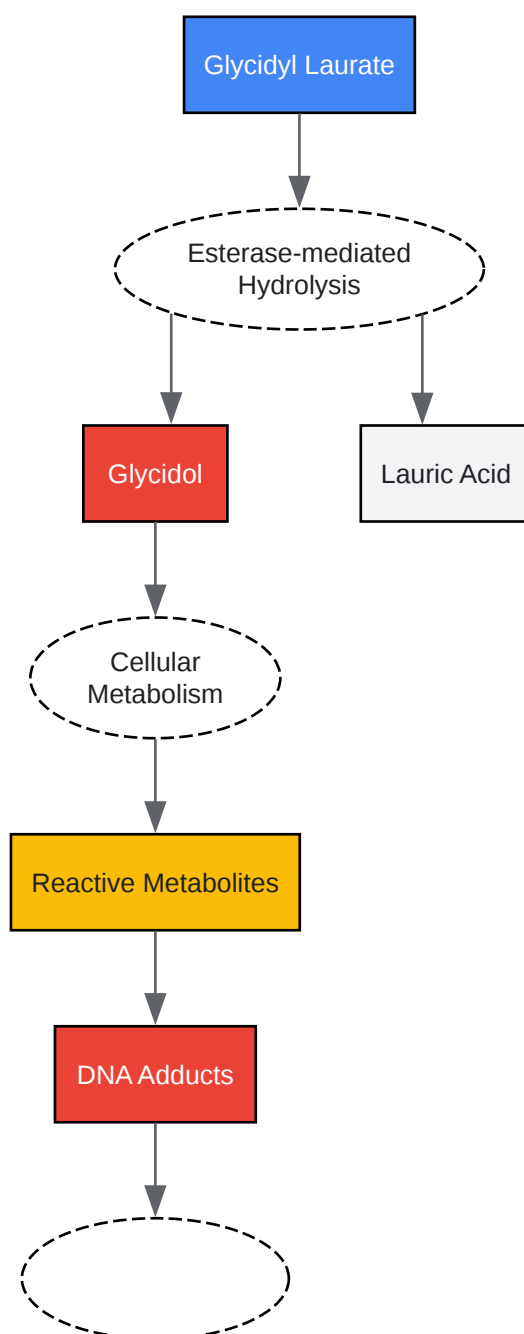 Glycidyl Laurate
Esterase-mediated
Hydrolysis
Glycidol
Lauric Acid
Cellular
Metabolism
Reactive Metabolites
DNA Adducts